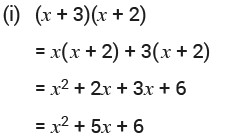 (i) (x + 3)(x + 2)
= x(x + 2) + 3(x + 2)
= x² + 2x + 3x + 6
= x² + 5x + 6